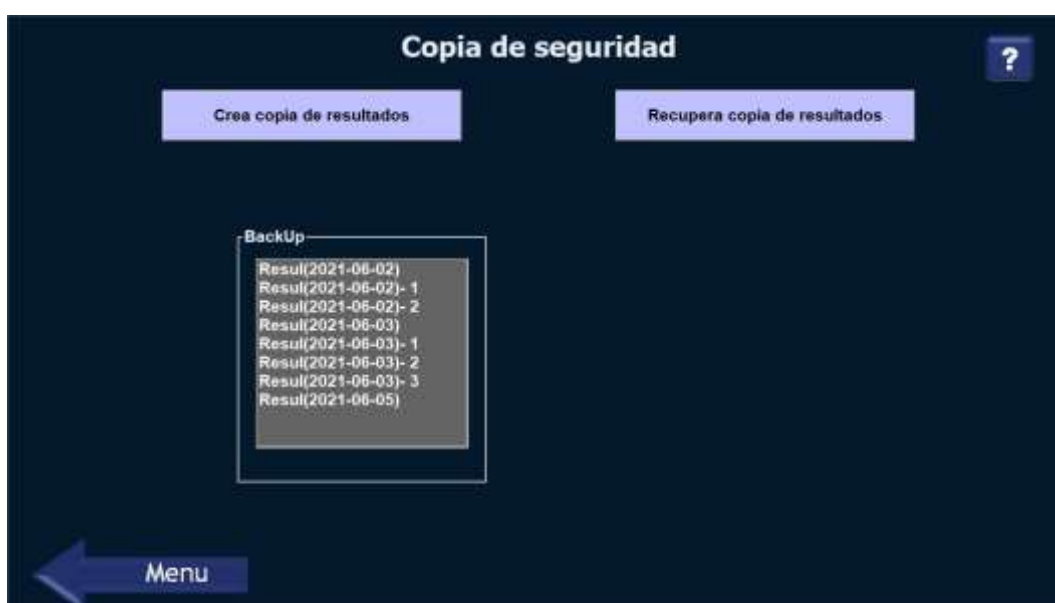 Copia de seguridad
?
Crea copia de resultados
Recupera copia de resultados
BackUp
Resul(2021-06-02)
Resul(2021-06-02)- 1
Resul(2021-06-02)- 2
Resul(2021-06-03)
Resul(2021-06-03)- 1
Resul(2021-06-03)- 2
Resul(2021-06-03)- 3
Resul(2021-06-05)
Menu